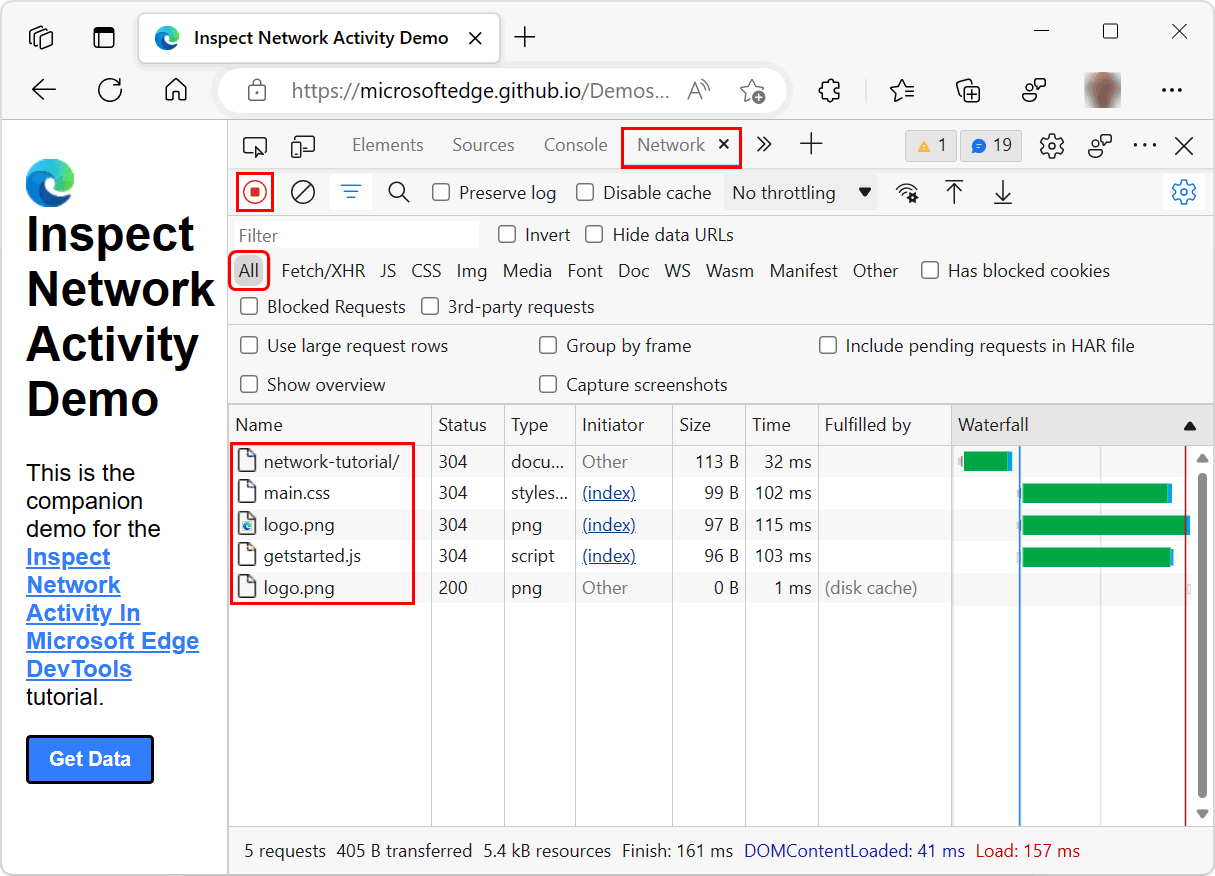 Inspect Network Activity Demo
https://microsoftedge.github.io/Demos...
Inspect
Network
Activity
Demo
This is the
companion
demo for the
Inspect
Network
Activity In
Microsoft Edge
DevTools
tutorial.
Get Data
Elements Sources Console Network 1 19
Preserve log Disable cache No throttling
Filter Invert Hide data URLs
All Fetch/XHR JS CSS Img Media Font Doc WS Wasm Manifest Other Has blocked cookies
Blocked Requests 3rd-party requests
Use large request rows Group by frame Include pending requests in HAR file
Show overview Capture screenshots
Name Status Type Initiator Size Time Fulfilled by Waterfall
network-tutorial/ 304 docu... Other 113 B 32 ms
main.css 304 styles... (index) 99 B 102 ms
logo.png 304 png (index) 97 B 115 ms
getstarted.js 304 script (index) 96 B 103 ms
logo.png 200 png Other 0 B 1 ms (disk cache)
5 requests 405 B transferred 5.4 kB resources Finish: 161 ms DOMContentLoaded: 41 ms Load: 157 ms